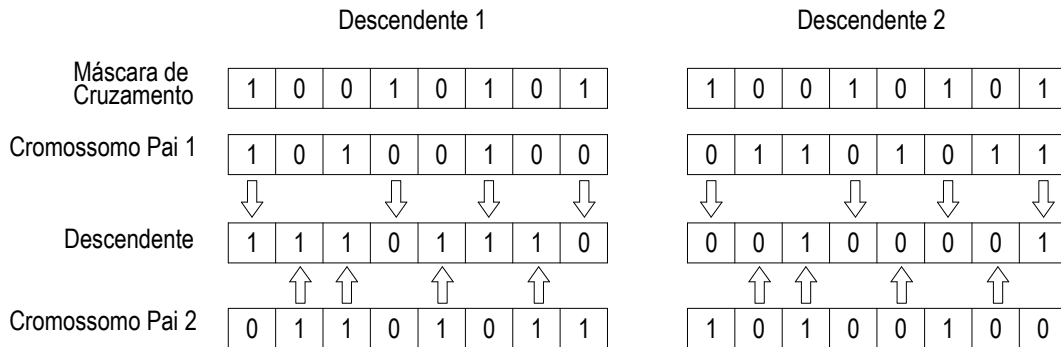 Descendente 1 Descendente 2
Máscara de
Cruzamento 1 0 0 1 0 1 0 1 1 0 0 1 0 1 0 1
Cromossomo Pai 1 1 0 1 0 0 1 0 0 0 1 1 0 1 0 1 1
Descendente 1 1 1 0 1 1 1 0 0 0 1 0 0 0 0 1
Cromossomo Pai 2 0 1 1 0 1 0 1 1 1 0 1 0 0 1 0 0